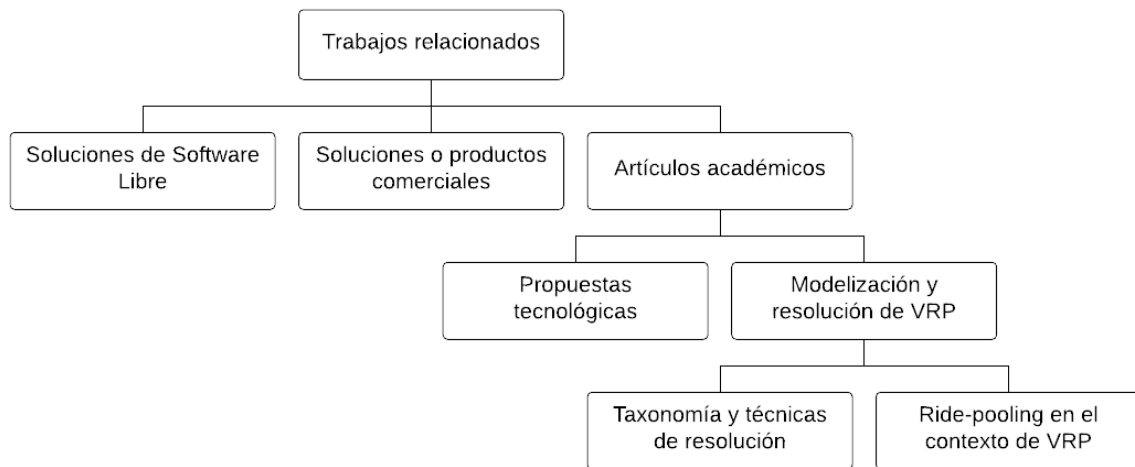 Trabajos relacionados
Soluciones de Software
Libre
Soluciones o productos
comerciales
Artículos académicos
Propuestas
tecnológicas
Modelización y
resolución de VRP
Taxonomía y técnicas
de resolución
Ride-pooling en el
contexto de VRP